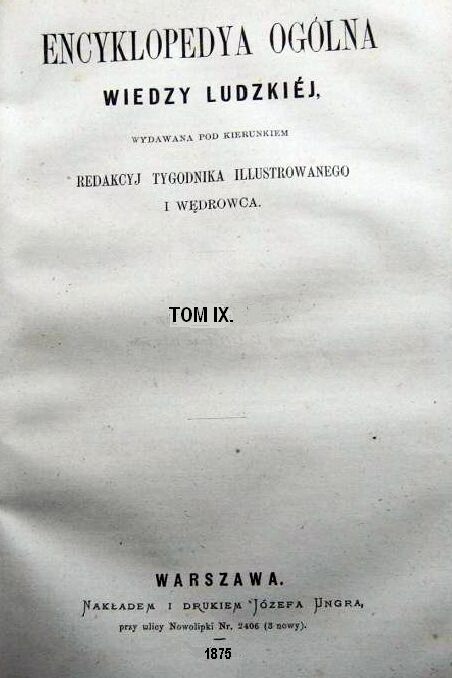 ENCYKLOPEDYA OGÓLNA
WIEDZY LUDZKIÉJ,
WYDAWANA POD KIERUNKIEM
REDAKCYJ TYGODNIKA ILLUSTROWANEGO
I WĘDROWCA.
TOM IX.
WARSZAWA.
NAKŁADEM I DRUKIEM JÓZEFA UNGRA,
przy ulicy Nowolipki Nr. 2406 (3 nowy).
1875